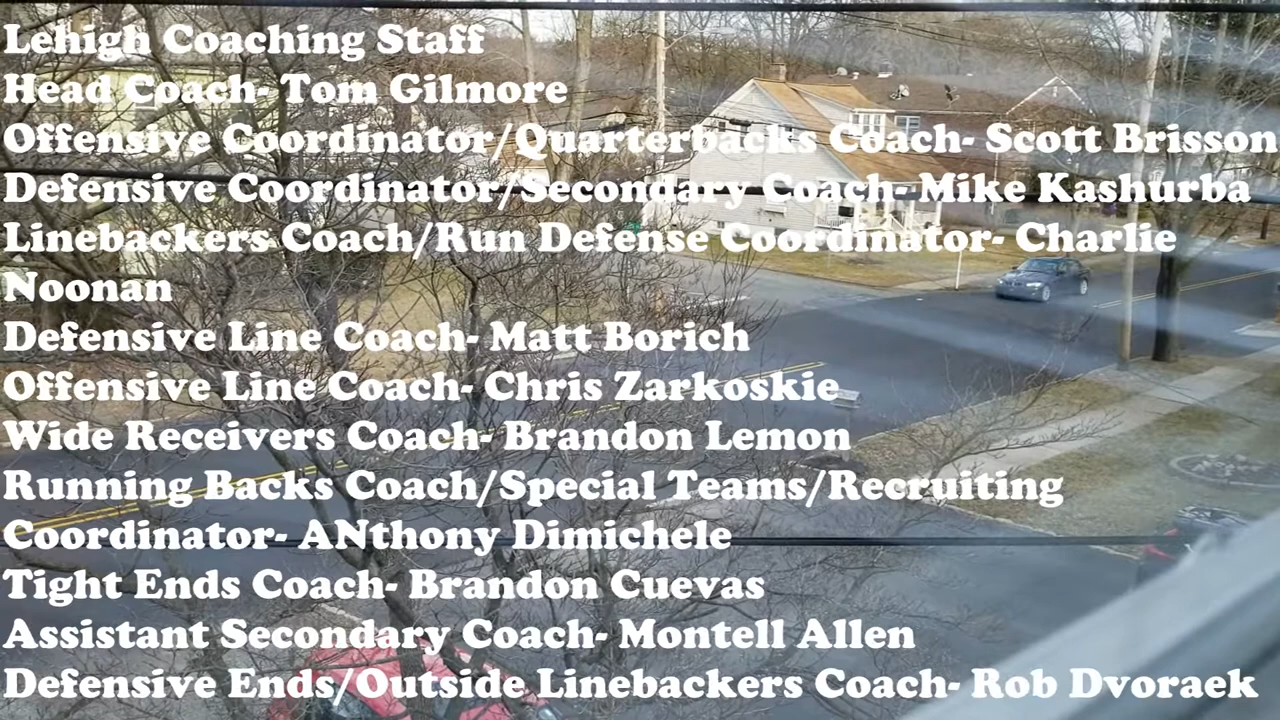 Lehigh Coaching Staff
Head Coach- Tom Gilmore
Offensive Coordinator/Quarterbacks Coach- Scott Brisson
Defensive Coordinator/Secondary Coach- Mike Kashurba
Linebackers Coach/Run Defense Coordinator- Charlie
Noonan
Defensive Line Coach- Matt Borich
Offensive Line Coach- Chris Zarkoskie
Wide Receivers Coach- Brandon Lemon
Running Backs Coach/Special Teams/Recruiting
Coordinator- ANthony Dimichele
Tight Ends Coach- Brandon Cuevas
Assistant Secondary Coach- Montell Allen
Defensive Ends/Outside Linebackers Coach- Rob Dvoraek